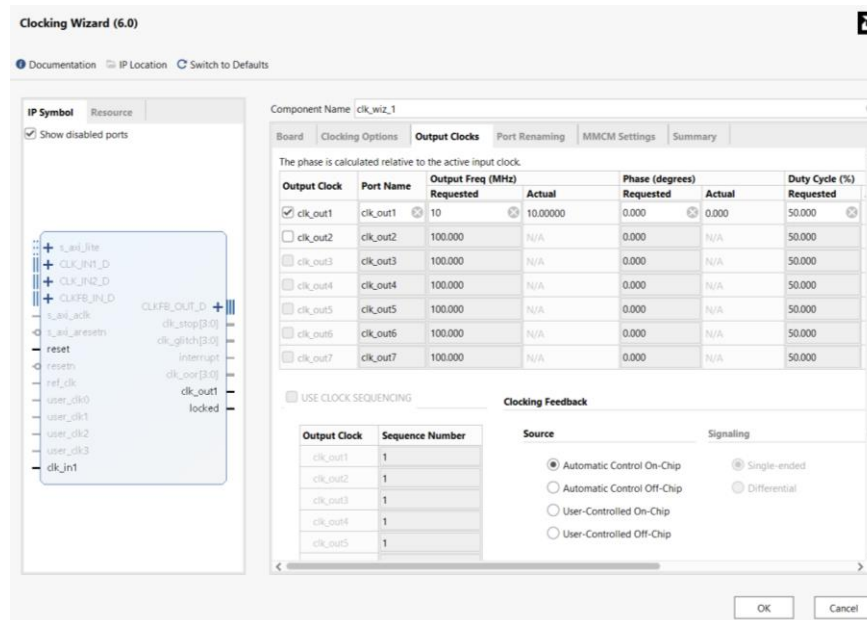 Clocking Wizard (6.0)
Documentation IP Location Switch to Defaults
IP Symbol Resource
Show disabled ports
s_axi_lite
CLK_IN1_D
CLK_IN2_D
CLKFB_IN_D
s_axi_aclk
s_axi_aresetn
reset
resetn
ref_clk
user_clk0
user_clk1
user_clk2
user_clk3
clk_in1
CLKFB_OUT_D
clk_stop[3:0]
clk_glitch[3:0]
interrupt
clk_oor[3:0]
clk_out1
locked
Component Name clk_wiz_1
Board Clocking Options Output Clocks Port Renaming MMCM Settings Summary
The phase is calculated relative to the active input clock.
Output Clock Port Name Output Freq (MHz) Phase (degrees) Duty Cycle (%)
Requested Actual Requested Actual Requested
clk_out1 clk_out1 10 10.00000 0.000 0.000 50.000
clk_out2 clk_out2 100.000 N/A 0.000 N/A 50.000
clk_out3 clk_out3 100.000 N/A 0.000 N/A 50.000
clk_out4 clk_out4 100.000 N/A 0.000 N/A 50.000
clk_out5 clk_out5 100.000 N/A 0.000 N/A 50.000
clk_out6 clk_out6 100.000 N/A 0.000 N/A 50.000
clk_out7 clk_out7 100.000 N/A 0.000 N/A 50.000
USE CLOCK SEQUENCING
Output Clock Sequence Number
clk_out1 1
clk_out2 1
clk_out3 1
clk_out4 1
clk_out5 1
Clocking Feedback
Source Signaling
Automatic Control On-Chip Single-ended
Automatic Control Off-Chip Differential
User-Controlled On-Chip
User-Controlled Off-Chip
OK Cancel